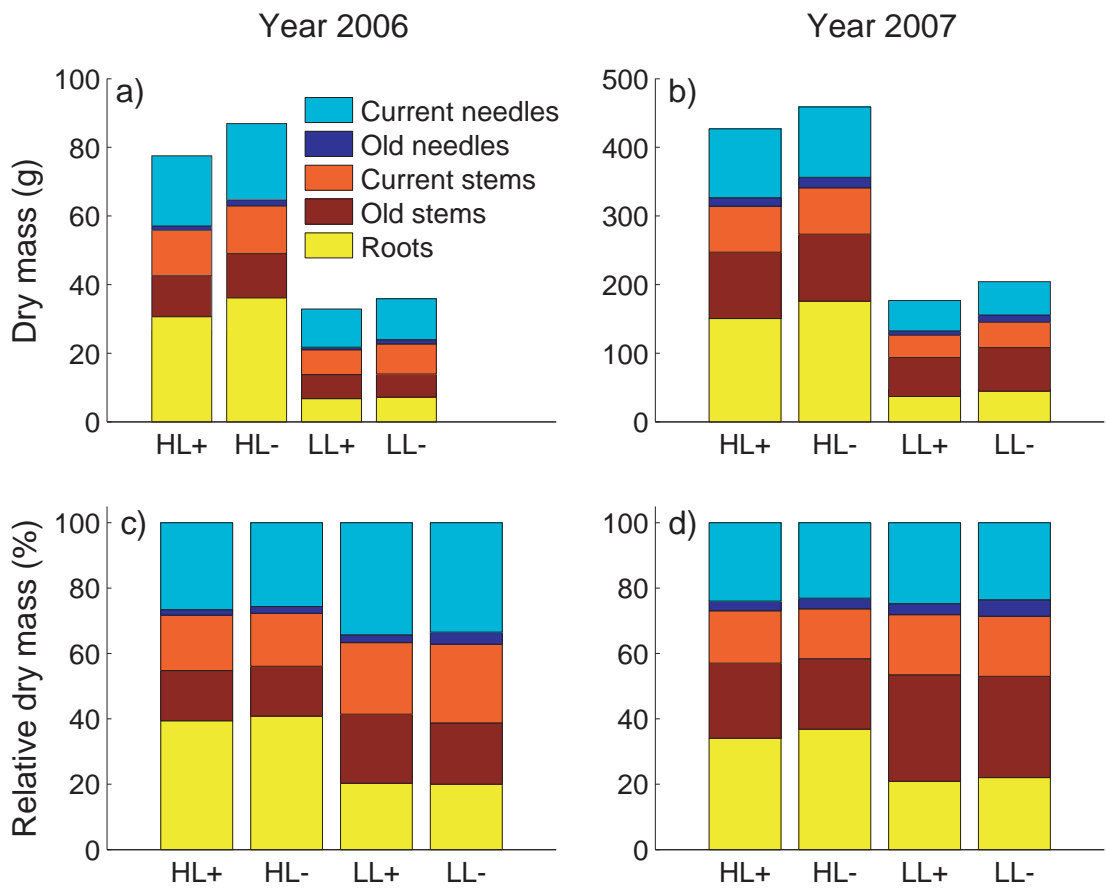 Year 2006
Year 2007
a)
100
80
60
40
20
0
Dry mass (g)
Current needles
Old needles
Current stems
Old stems
Roots
HL+ HL- LL+ LL-
b)
500
400
300
200
100
0
HL+ HL- LL+ LL-
c)
100
80
60
40
20
0
Relative dry mass (%)
HL+ HL- LL+ LL-
d)
100
80
60
40
20
0
HL+ HL- LL+ LL-